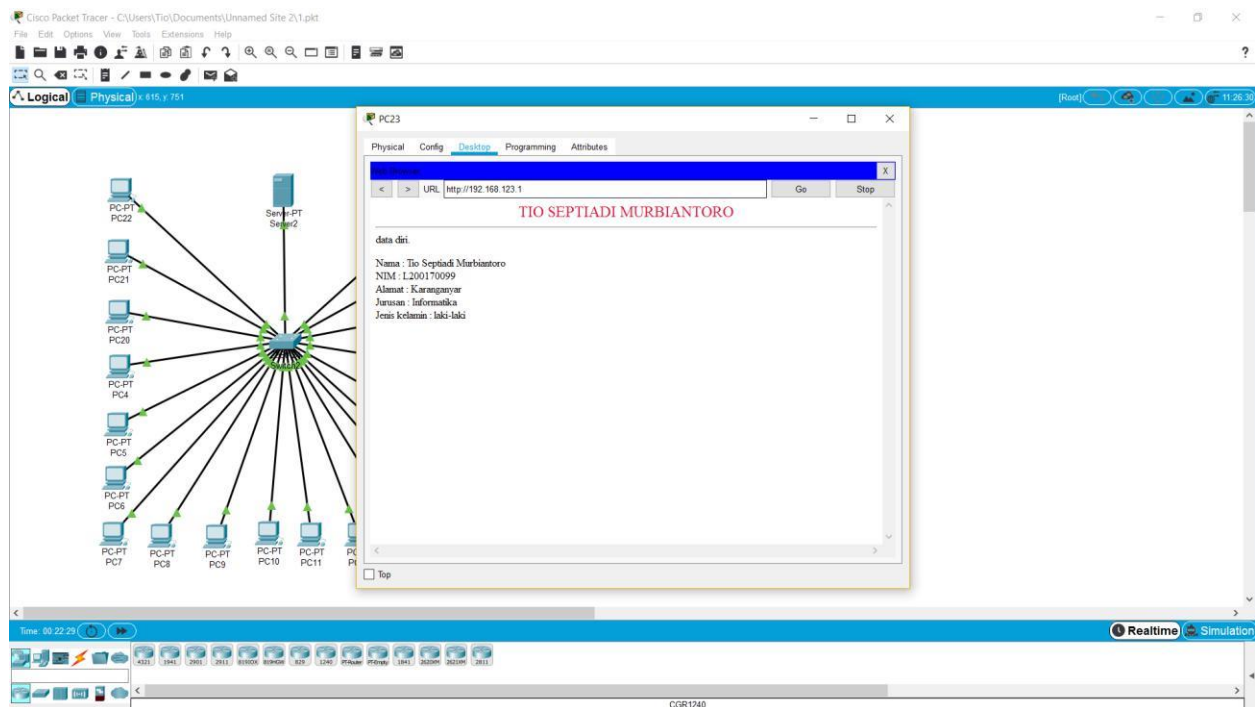 Cisco Packet Tracer - C:\Users\Tio\Documents\Unnamed Site 2\1.pkt
File Edit Options View Tools Extensions Help
?
Logical Physical x: 615, y: 751 [Root] 11:26:30
PC23
Physical Config Desktop Programming Attributes
X
< > URL http://192.168.123.1 Go Stop
TIO SEPTIADI MURBIANTORO
data diri.
Nama : Tio Septiadi Murbiantoro
NIM : L200170099
Alamat : Karanganyar
Jurusan : Informatika
Jenis kelamin : laki-laki
Top
PC-PT
PC22
Server-PT
Server2
PC-PT
PC21
PC-PT
PC20
PC-PT
PC4
PC-PT
PC5
PC-PT
PC6
PC-PT
PC7
PC-PT
PC8
PC-PT
PC9
PC-PT
PC10
PC-PT
PC11
Time: 00:22:29 Realtime Simulation
4321 1941 2901 2911 819IOX 819HGW 829 1240 PT-Router PT-Empty 1841 2620XM 2621XM 2811
CGR1240